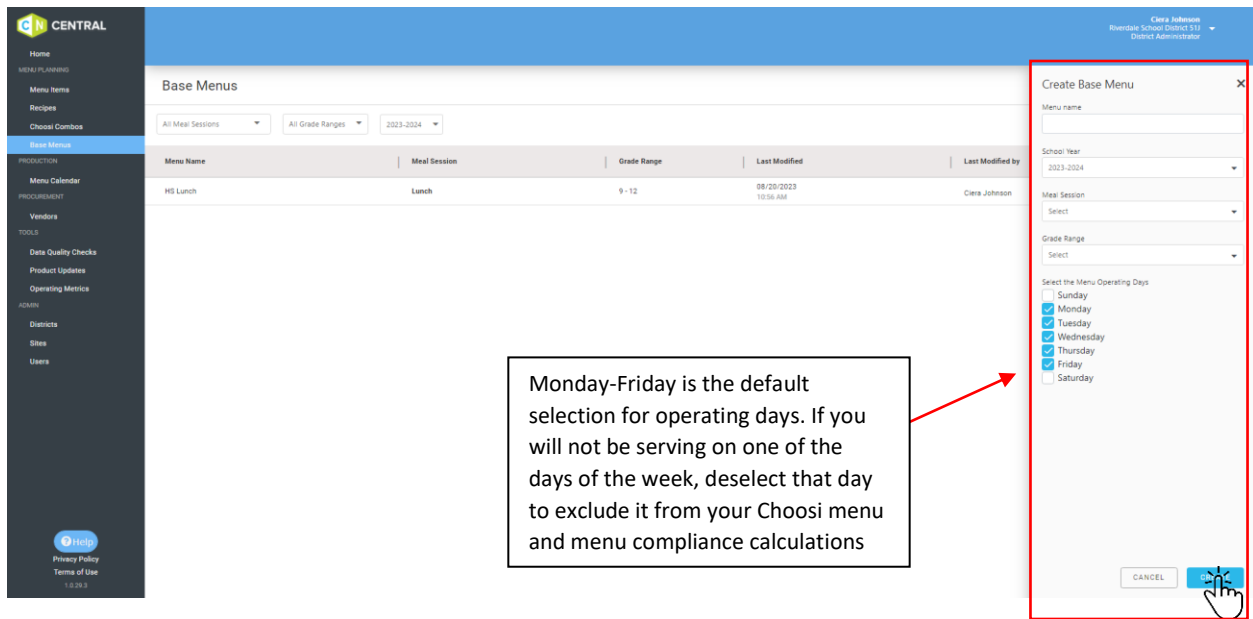 CN CENTRAL
Home
MENU PLANNING
Menu Items
Recipes
Choosi Combos
Base Menus
PRODUCTION
Menu Calendar
PROCUREMENT
Vendors
TOOLS
Data Quality Checks
Product Updates
Operating Metrics
ADMIN
Districts
Sites
Users
? Help
Privacy Policy
Terms of Use
1.0.29.3
Ciera Johnson
Riverdale School District 51J
District Administrator
Base Menus
All Meal Sessions All Grade Ranges 2023-2024
Menu Name Meal Session Grade Range Last Modified Last Modified by
HS Lunch Lunch 9 - 12 08/20/2023 Ciera Johnson
10:56 AM
Monday-Friday is the default
selection for operating days. If you
will not be serving on one of the
days of the week, deselect that day
to exclude it from your Choosi menu
and menu compliance calculations
Create Base Menu X
Menu name
School Year
2023-2024
Meal Session
Select
Grade Range
Select
Select the Menu Operating Days
Sunday
Monday
Tuesday
Wednesday
Thursday
Friday
Saturday
CANCEL